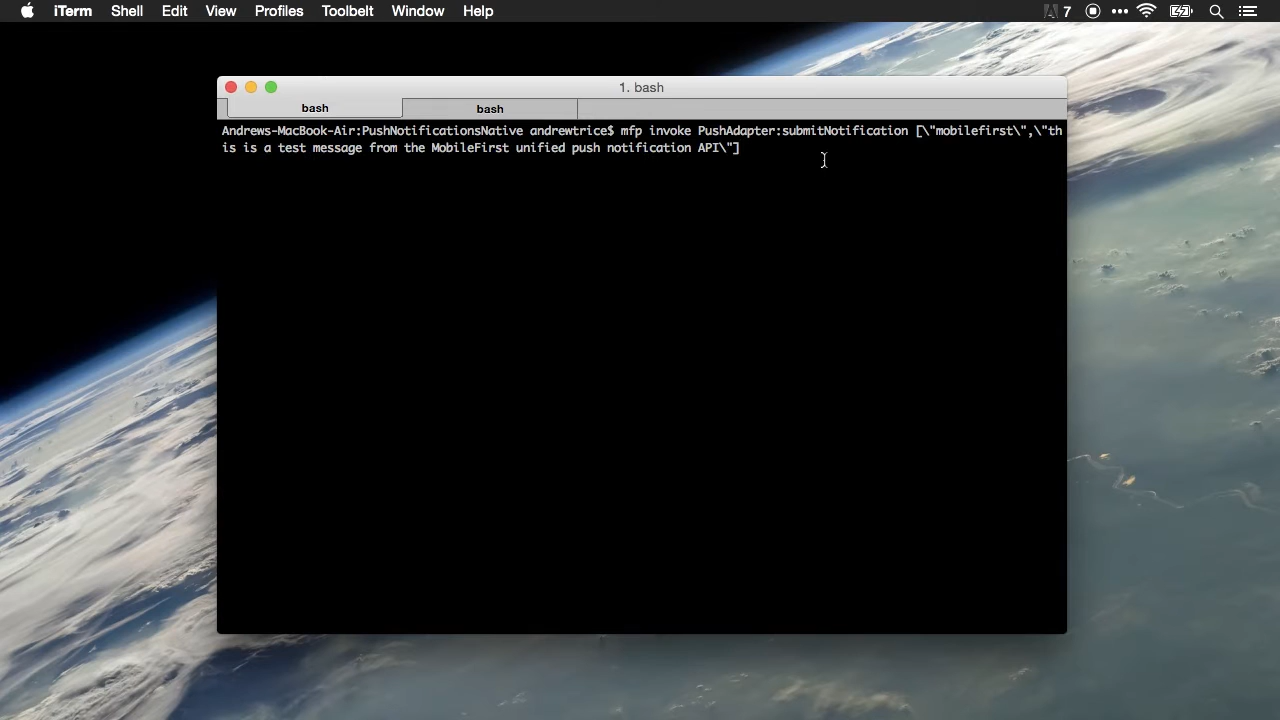 iTerm Shell Edit View Profiles Toolbelt Window Help 7
1. bash
bash bash
Andrews-MacBook-Air:PushNotificationsNative andrewtrice$ mfp invoke PushAdapter:submitNotification [\"mobilefirst\",\"th
is is a test message from the MobileFirst unified push notification API\"]